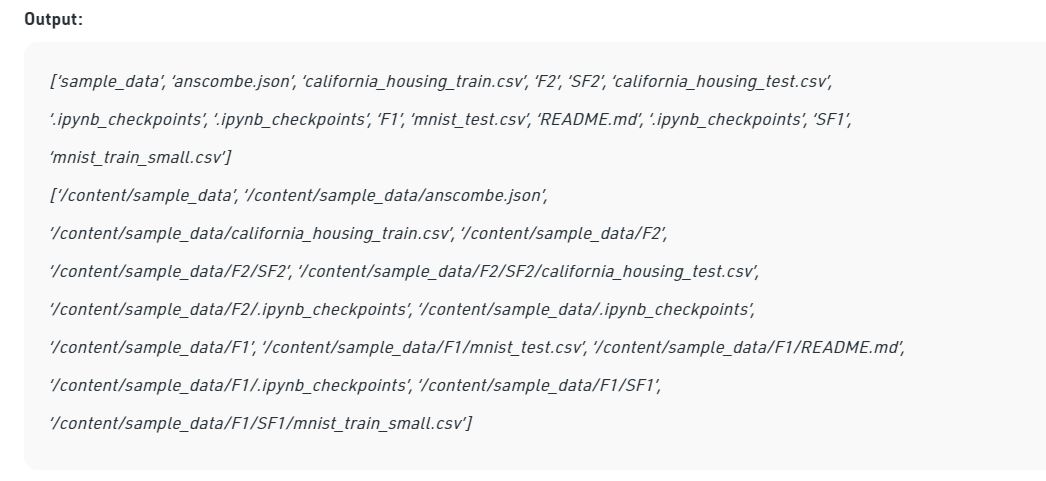 Output:
[‘sample_data’, ‘anscombe.json’, ‘california_housing_train.csv’, ‘F2’, ‘SF2’, ‘california_housing_test.csv’,
‘.ipynb_checkpoints’, ‘.ipynb_checkpoints’, ‘F1’, ‘mnist_test.csv’, ‘README.md’, ‘.ipynb_checkpoints’, ‘SF1’,
‘mnist_train_small.csv’]
[‘/content/sample_data’, ‘/content/sample_data/anscombe.json’,
‘/content/sample_data/california_housing_train.csv’, ‘/content/sample_data/F2’,
‘/content/sample_data/F2/SF2’, ‘/content/sample_data/F2/SF2/california_housing_test.csv’,
‘/content/sample_data/F2/.ipynb_checkpoints’, ‘/content/sample_data/.ipynb_checkpoints’,
‘/content/sample_data/F1’, ‘/content/sample_data/F1/mnist_test.csv’, ‘/content/sample_data/F1/README.md’,
‘/content/sample_data/F1/.ipynb_checkpoints’, ‘/content/sample_data/F1/SF1’,
‘/content/sample_data/F1/SF1/mnist_train_small.csv’]